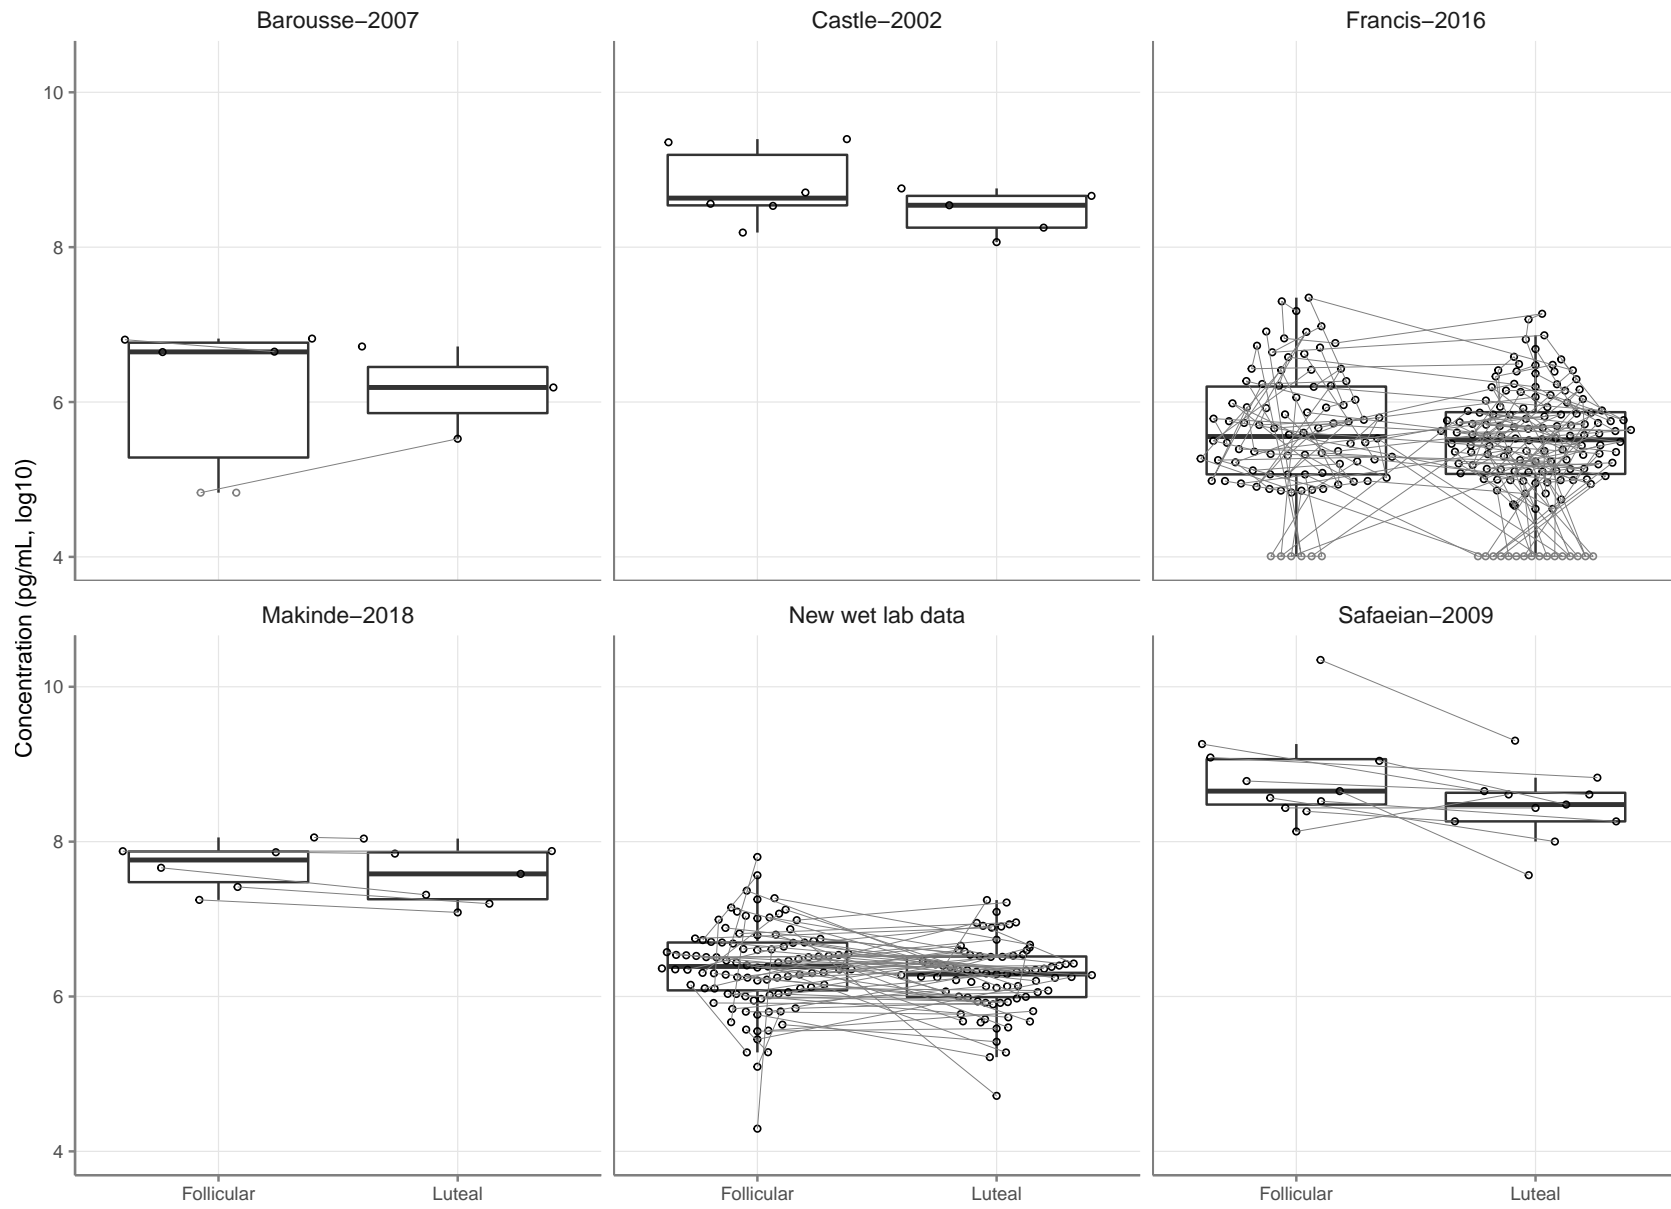 Barousse−2007
Castle−2002
Francis−2016
10
8
6
4
Makinde−2018
New wet lab data
Safaeian−2009
10
8
6
4
Follicular
Luteal
Follicular
Luteal
Follicular
Luteal
Concentration (pg/mL, log10)